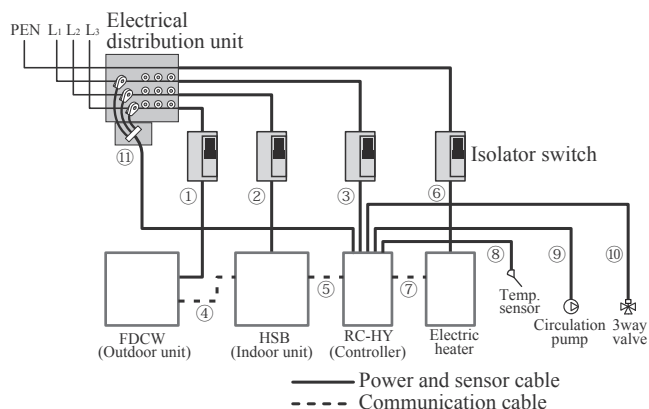 Electrical
distribution unit
PEN L1 L2 L3
Isolator switch
⑪ ① ② ③ ⑥
⑧ ⑨ ⑩
④ ⑤ ⑦
Temp.
sensor
FDCW
(Outdoor unit)
HSB
(Indoor unit)
RC-HY
(Controller)
Electric
heater
Circulation
pump
3way
valve
Power and sensor cable
Communication cable